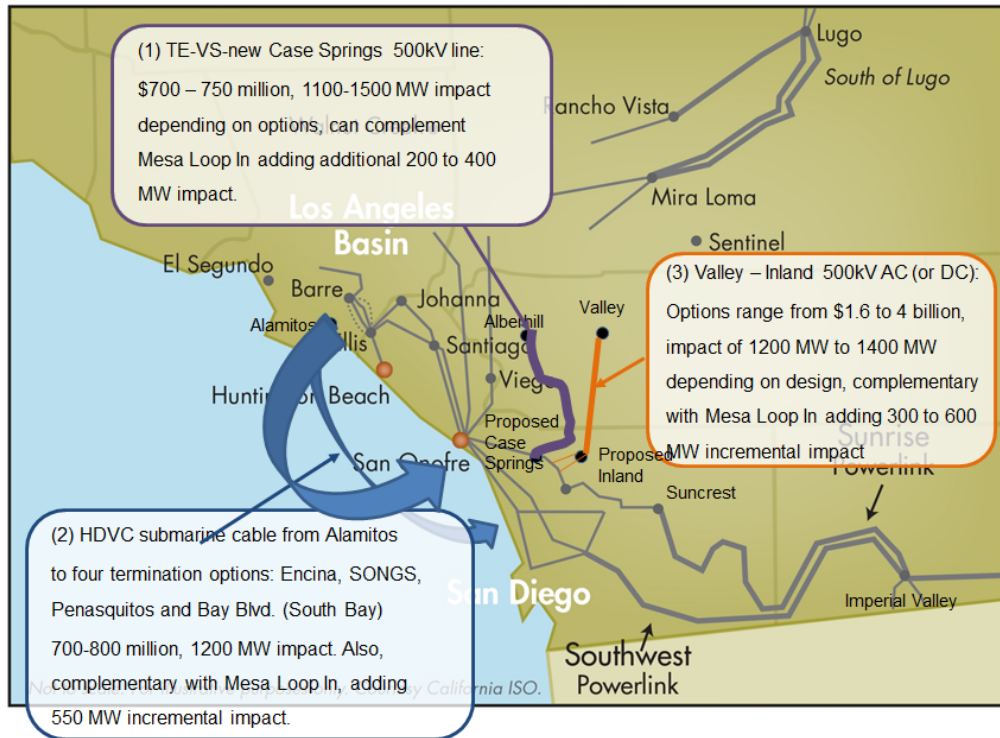 (1) TE-VS-new Case Springs 500kV line:
$700 – 750 million, 1100-1500 MW impact
depending on options, can complement
Mesa Loop In adding additional 200 to 400
MW impact.
Lugo
South of Lugo
Rancho Vista
Mira Loma
Los Angeles
Basin
Sentinel
El Segundo
(3) Valley – Inland 500kV AC (or DC):
Options range from $1.6 to 4 billion,
impact of 1200 MW to 1400 MW
depending on design, complementary
with Mesa Loop In adding 300 to 600
MW incremental impact
Barre
Johanna
Alamitos
Alberhill
Valley
Santiago
Huntington Beach
Proposed
Case
Springs
San Onofre
Proposed
Inland
Sunrise
Powerlink
Suncrest
(2) HDVC submarine cable from Alamitos
to four termination options: Encina, SONGS,
Penasquitos and Bay Blvd. (South Bay)
700-800 million, 1200 MW impact. Also,
complementary with Mesa Loop In, adding
550 MW incremental impact.
San Diego
Imperial Valley
Southwest
Powerlink
Courtesy California ISO.